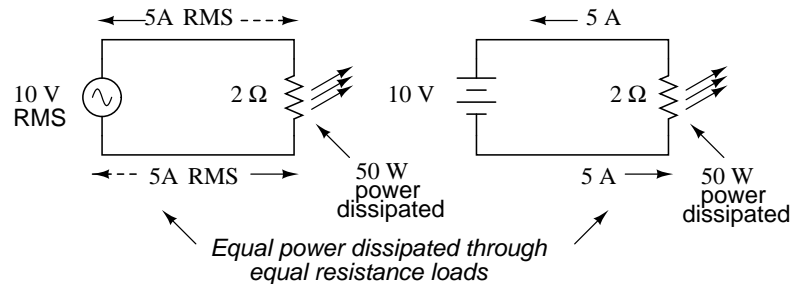 5A RMS
10 V
RMS
2 Ω
5A RMS
50 W
power
dissipated
5 A
10 V
2 Ω
5 A
50 W
power
dissipated
Equal power dissipated through
equal resistance loads